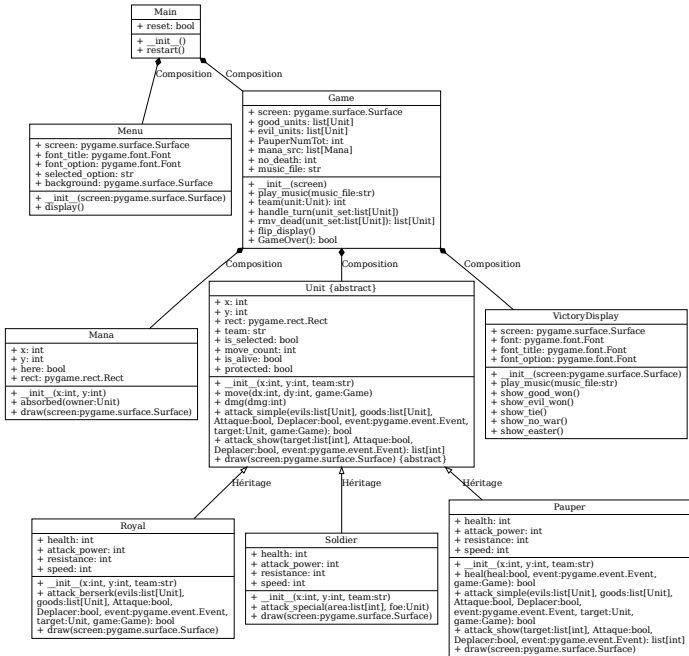 Main
+ reset: bool
+ __init__()
+ restart()
Composition
Composition
Menu
+ screen: pygame.surface.Surface
+ font_title: pygame.font.Font
+ font_option: pygame.font.Font
+ selected_option: str
+ background: pygame.surface.Surface
+ __init__(screen:pygame.surface.Surface)
+ display()
Game
+ screen: pygame.surface.Surface
+ good_units: list[Unit]
+ evil_units: list[Unit]
+ PauperNumTot: int
+ mana_src: list[Mana]
+ no_death: int
+ music_file: str
+ __init__(screen)
+ play_music(music_file:str)
+ team(unit:Unit): int
+ handle_turn(unit_set:list[Unit])
+ rmv_dead(unit_set:list[Unit]): list[Unit]
+ flip_display()
+ GameOver(): bool
Composition
Composition
Composition
Mana
+ x: int
+ y: int
+ here: bool
+ rect: pygame.rect.Rect
+ __init__(x:int, y:int)
+ absorbed(owner:Unit)
+ draw(screen:pygame.surface.Surface)
Unit {abstract}
+ x: int
+ y: int
+ rect: pygame.rect.Rect
+ team: str
+ is_selected: bool
+ move_count: int
+ is_alive: bool
+ protected: bool
+ __init__(x:int, y:int, team:str)
+ move(dx:int, dy:int, game:Game)
+ dmg(dmg:int)
+ attack_simple(evils:list[Unit], goods:list[Unit],
Attaque:bool, Deplacer:bool, event:pygame.event.Event,
target:Unit, game:Game): bool
+ attack_show(target:list[int], Attaque:bool,
Deplacer:bool, event:pygame.event.Event): list[int]
+ draw(screen:pygame.surface.Surface) {abstract}
VictoryDisplay
+ screen: pygame.surface.Surface
+ font: pygame.font.Font
+ font_title: pygame.font.Font
+ font_option: pygame.font.Font
+ __init__(screen:pygame.surface.Surface)
+ play_music(music_file:str)
+ show_good_won()
+ show_evil_won()
+ show_tie()
+ show_no_war()
+ show_easter()
Héritage
Héritage
Héritage
Royal
+ health: int
+ attack_power: int
+ resistance: int
+ speed: int
+ __init__(x:int, y:int, team:str)
+ attack_berserk(evils:list[Unit],
goods:list[Unit], Attaque:bool,
Deplacer:bool, event:pygame.event.Event,
target:Unit, game:Game): bool
+ draw(screen:pygame.surface.Surface)
Soldier
+ health: int
+ attack_power: int
+ resistance: int
+ speed: int
+ __init__(x:int, y:int, team:str)
+ attack_special(area:list[int], foe:Unit)
+ draw(screen:pygame.surface.Surface)
Pauper
+ health: int
+ attack_power: int
+ resistance: int
+ speed: int
+ __init__(x:int, y:int, team:str)
+ heal(heal:bool, event:pygame.event.Event,
game:Game): bool
+ attack_simple(evils:list[Unit], goods:list[Unit],
Attaque:bool, Deplacer:bool,
event:pygame.event.Event, target:Unit,
game:Game): bool
+ attack_show(target:list[int], Attaque:bool,
Deplacer:bool, event:pygame.event.Event): list[int]
+ draw(screen:pygame.surface.Surface)